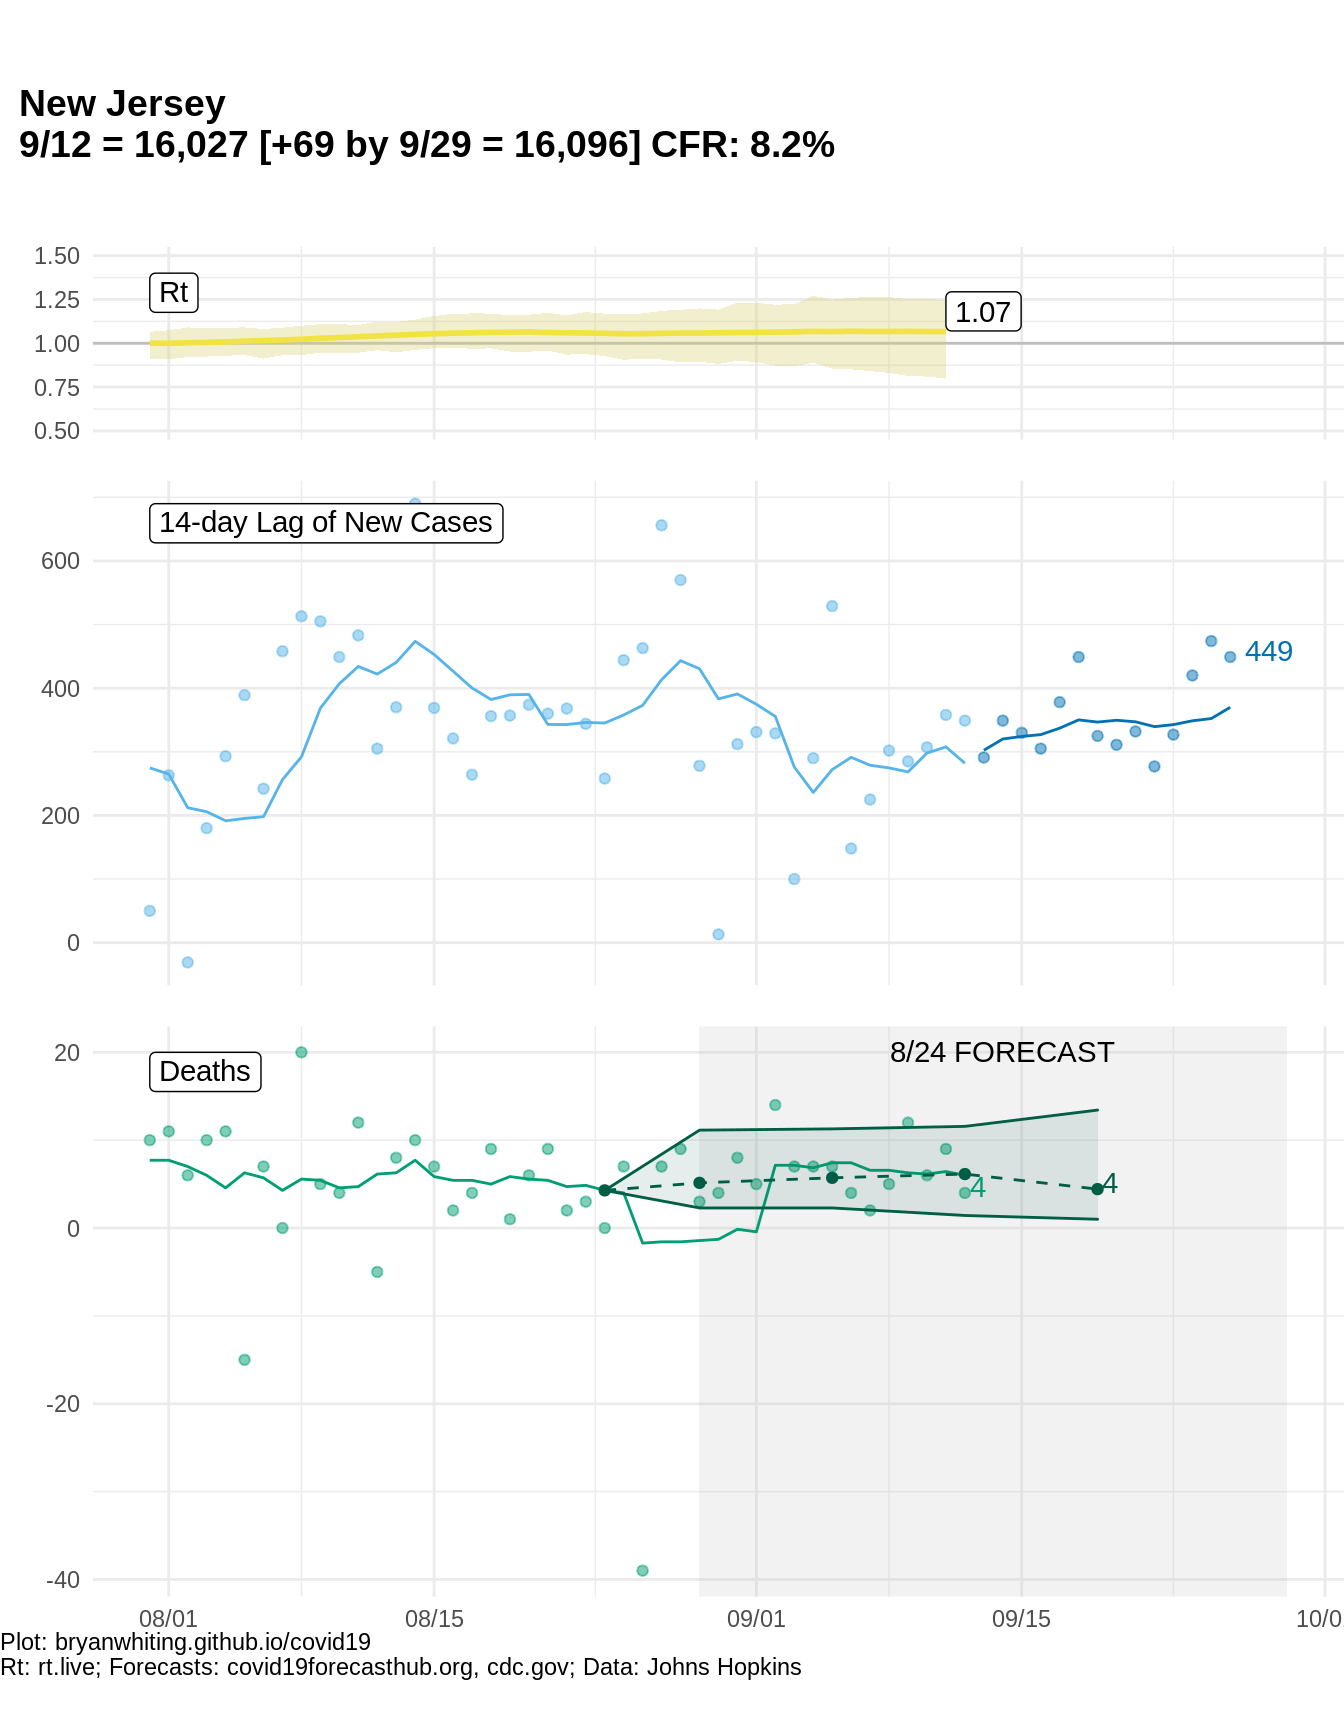 New Jersey
9/12 = 16,027 [+69 by 9/29 = 16,096] CFR: 8.2%
1.50
1.25
1.00
0.75
0.50
Rt
1.07
14-day Lag of New Cases
600
400
200
0
449
20
0
-20
-40
Deaths
8/24 FORECAST
4
4
08/01
08/15
09/01
09/15
10/0
Plot: bryanwhiting.github.io/covid19
Rt: rt.live; Forecasts: covid19forecasthub.org, cdc.gov; Data: Johns Hopkins